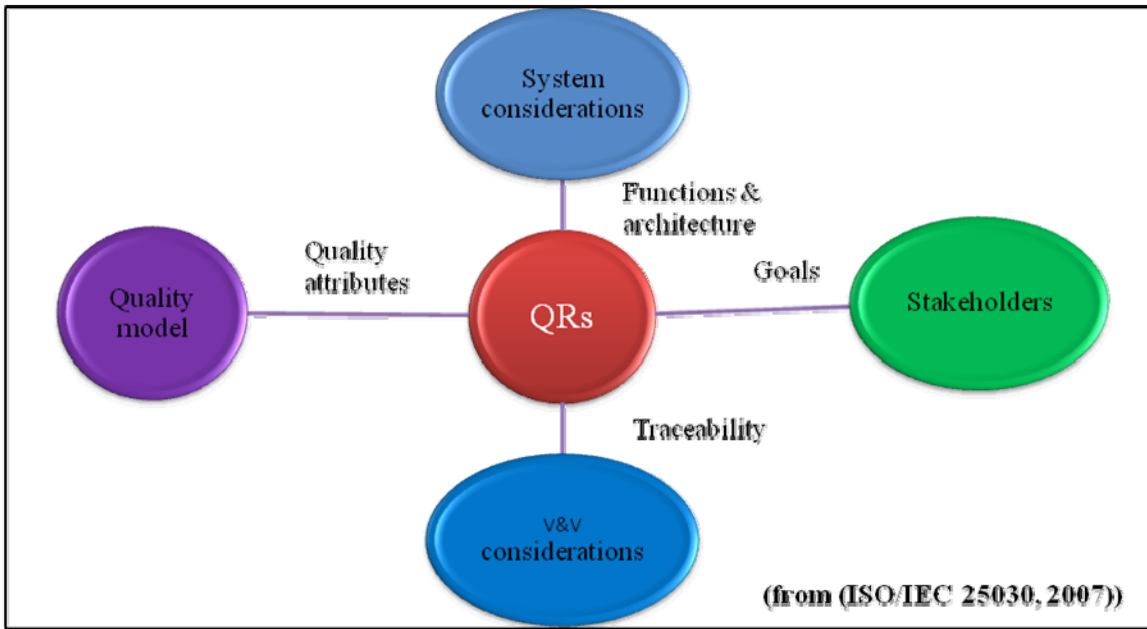 System
considerations
Functions &
architecture
Quality
attributes
Goals
Quality
model
QRs
Stakeholders
Traceability
V&V
considerations
(from (ISO/IEC 25030, 2007))